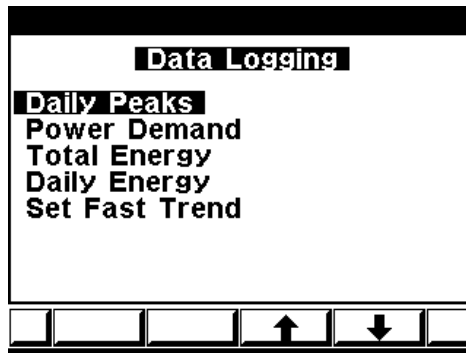 Data Logging
Daily Peaks
Power Demand
Total Energy
Daily Energy
Set Fast Trend